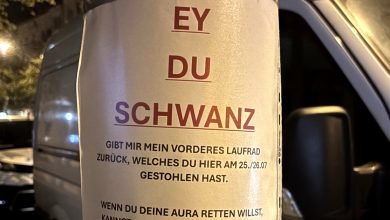 EY
DU
SCHWANZ
GIBT MIR MEIN VORDERES LAUFRAD
ZURÜCK, WELCHES DU HIER AM 25./26.07
GESTOHLEN HAST.
WENN DU DEINE AURA RETTEN WILLST,